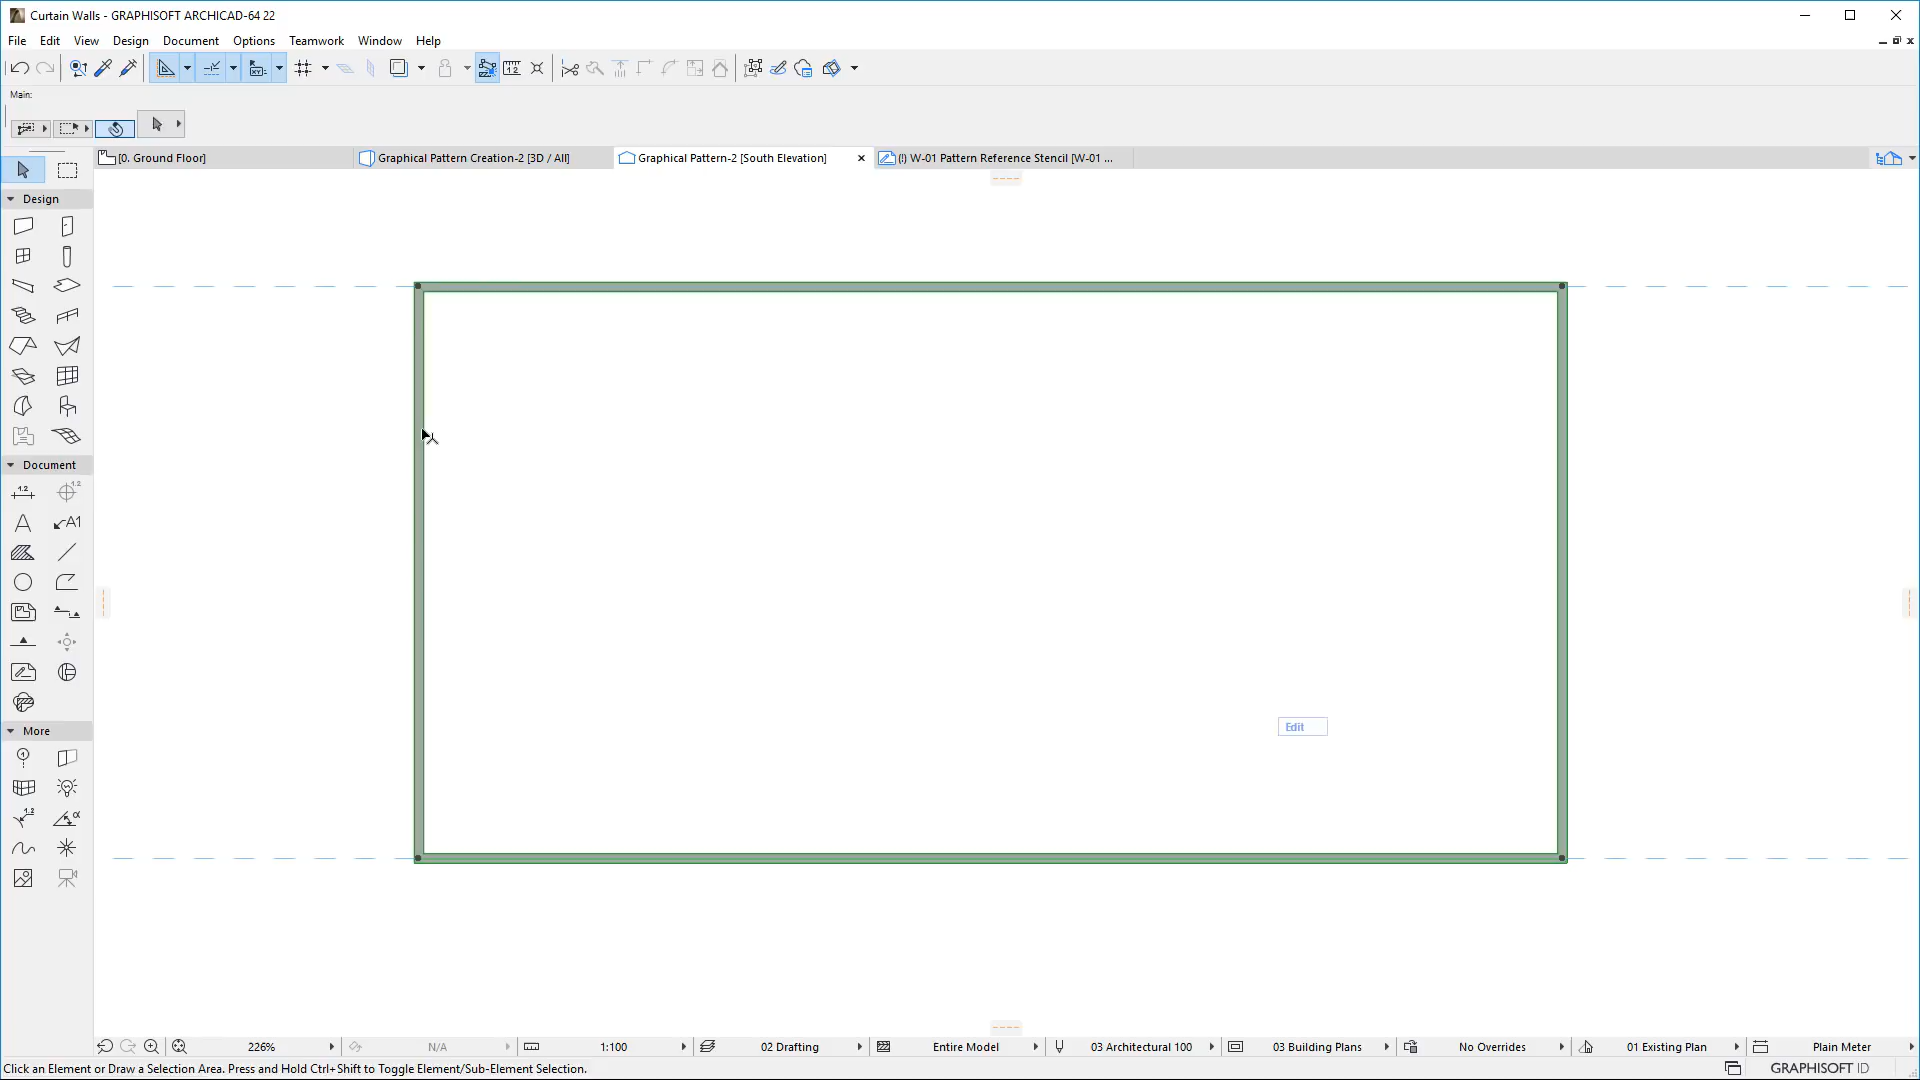 Curtain Walls - GRAPHISOFT ARCHICAD-64 22
File Edit View Design Document Options Teamwork Window Help
Main:
[0. Ground Floor]
Graphical Pattern Creation-2 [3D / All]
Graphical Pattern-2 [South Elevation]
(!) W-01 Pattern Reference Stencil [W-01 ...
Design
Document
More
Edit
226%
N/A
1:100
02 Drafting
Entire Model
03 Architectural 100
03 Building Plans
No Overrides
01 Existing Plan
Plain Meter
Click an Element or Draw a Selection Area. Press and Hold Ctrl+Shift to Toggle Element/Sub-Element Selection.
GRAPHISOFT ID